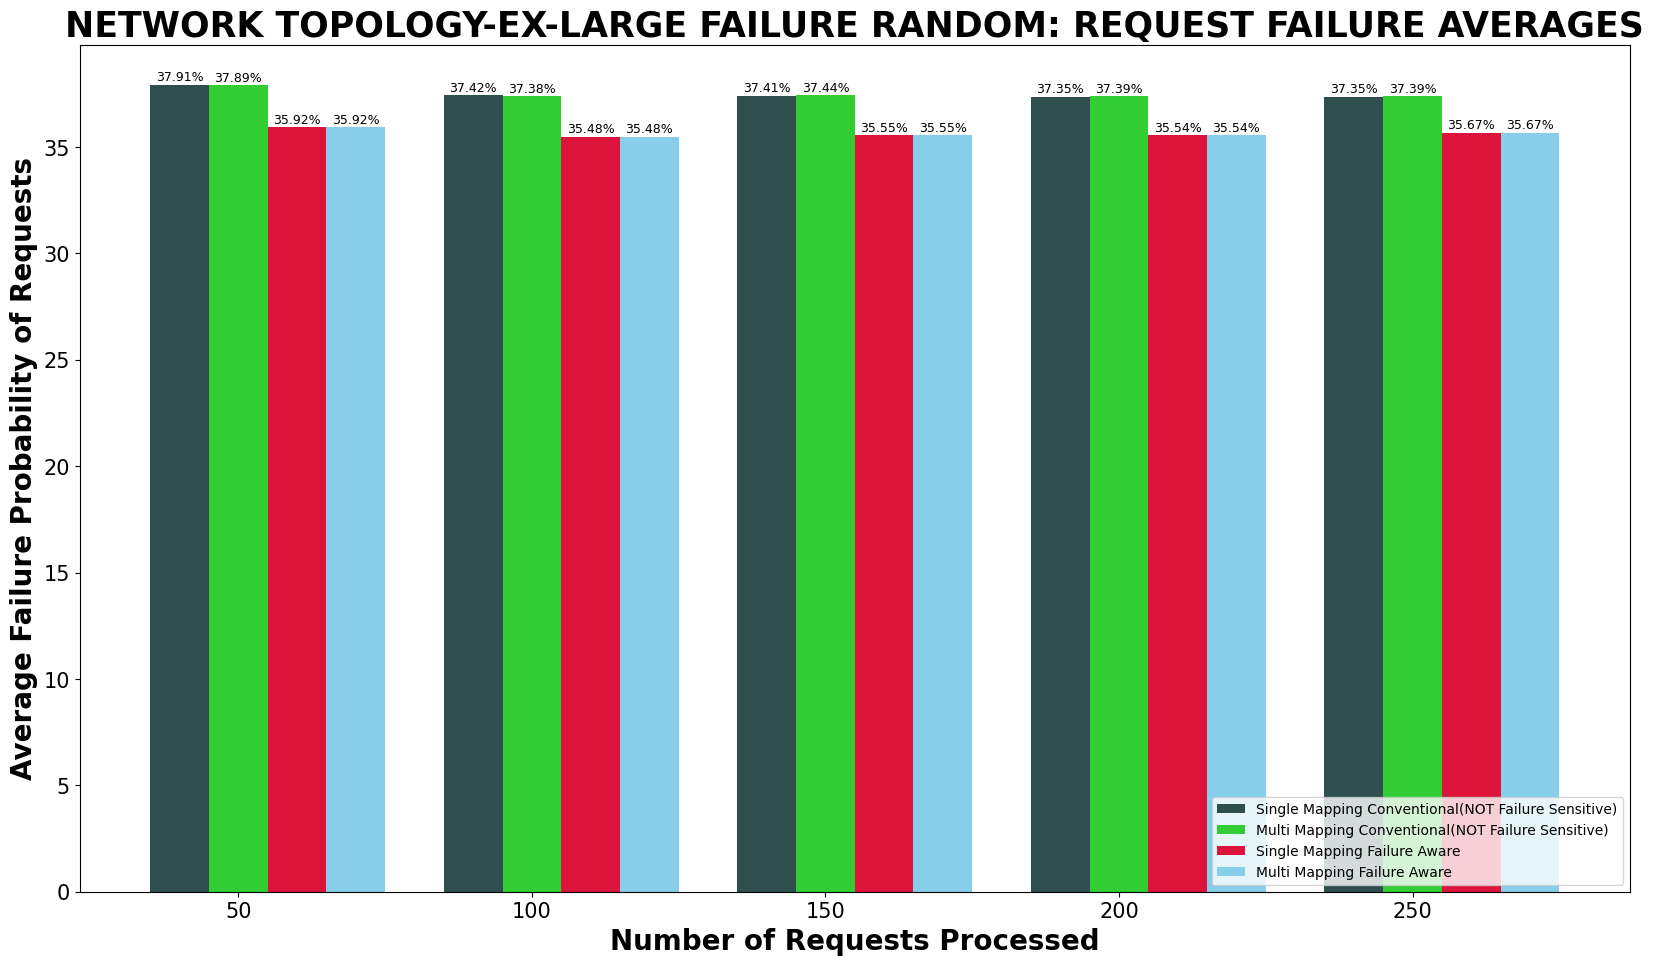 NETWORK TOPOLOGY-EX-LARGE FAILURE RANDOM: REQUEST FAILURE AVERAGES
Average Failure Probability of Requests
35
30
25
20
15
10
5
0
37.91% 37.89% 35.92% 35.92%
37.42% 37.38% 35.48% 35.48%
37.41% 37.44% 35.55% 35.55%
37.35% 37.39% 35.54% 35.54%
37.35% 37.39% 35.67% 35.67%
Single Mapping Conventional(NOT Failure Sensitive)
Multi Mapping Conventional(NOT Failure Sensitive)
Single Mapping Failure Aware
Multi Mapping Failure Aware
50 100 150 200 250
Number of Requests Processed